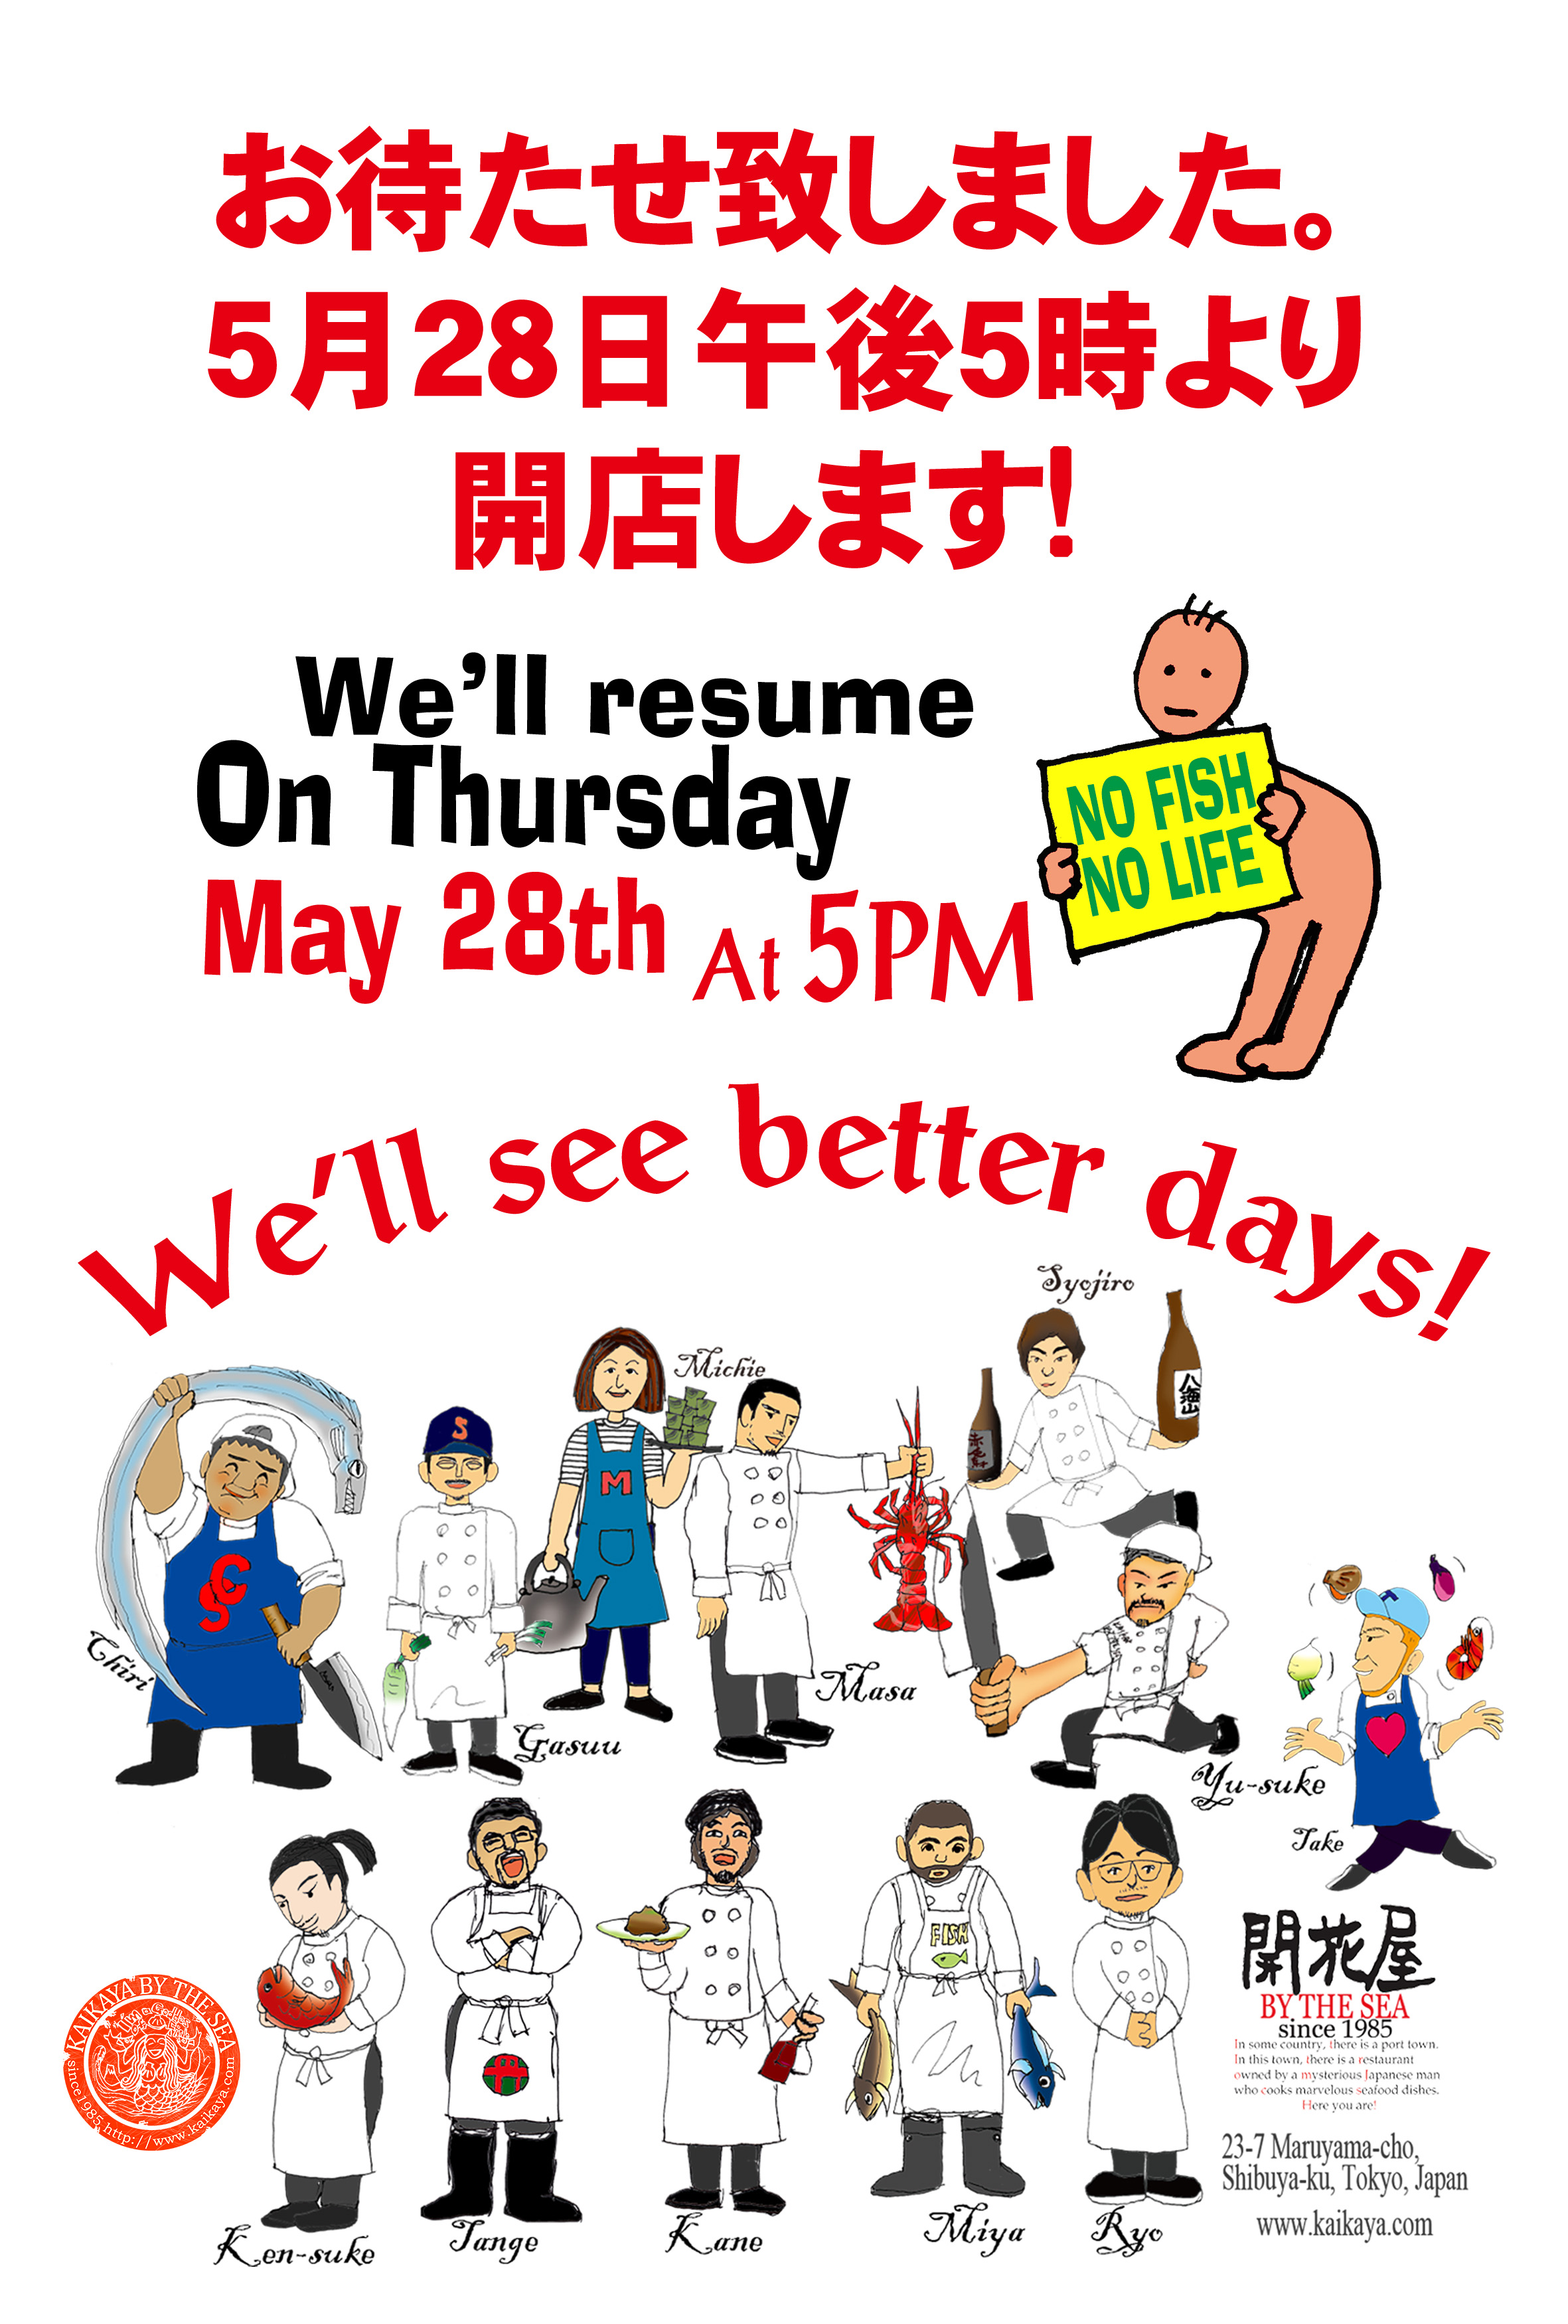 お待たせ致しました。
5月28日午後5時より
開店します!
We'll resume
On Thursday
May 28th At 5PM
NO FISH
NO LIFE
We'll see better days!
Syojiro
Michie
八海山
S
M
C
S
Chiri
Masa
Gasuu
Yu-suke
Take
FISH
開花屋
BY THE SEA
since 1985
In some country, there is a port town.
In this town, there is a restaurant
owned by a mysterious Japanese man
who cooks marvelous seafood dishes.
Here you are!
23-7 Maruyama-cho,
Shibuya-ku, Tokyo, Japan
www.kaikaya.com
KAIKAYA BY THE SEA
since1985 http://www.kaikaya.com
Ken-suke
Tange
Kane
Miya
Ryo